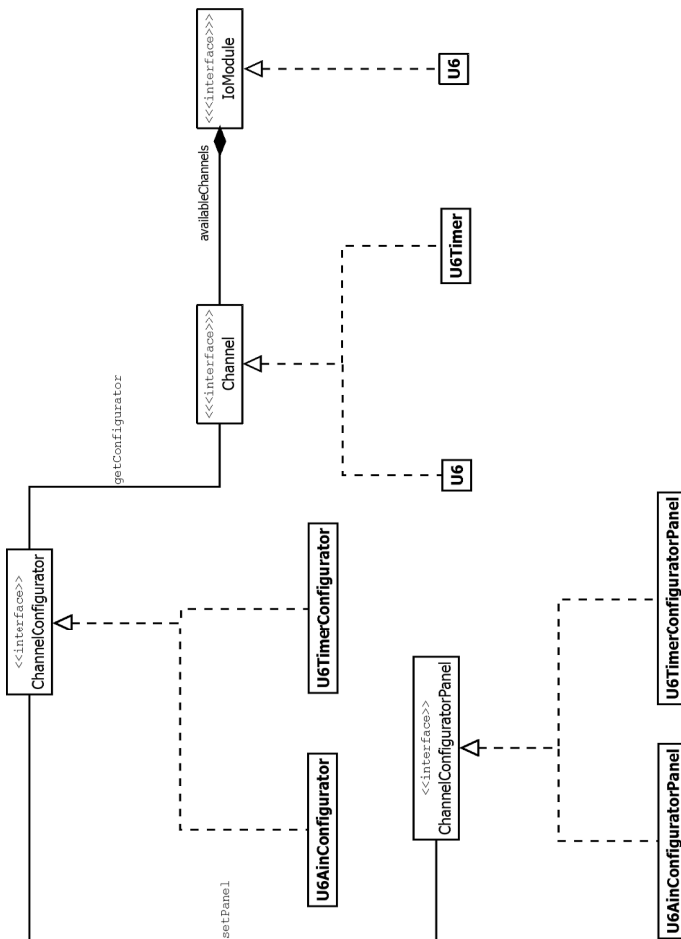 <<<interface>>>
IoModule
U6
availableChannels
U6Timer
<<<interface>>>
Channel
getConfigurator
U6
<<interface>>
ChannelConfigurator
U6TimerConfigurator
U6TimerConfiguratorPanel
<<interface>>
ChannelConfiguratorPanel
U6AinConfigurator
U6AinConfiguratorPanel
setPanel